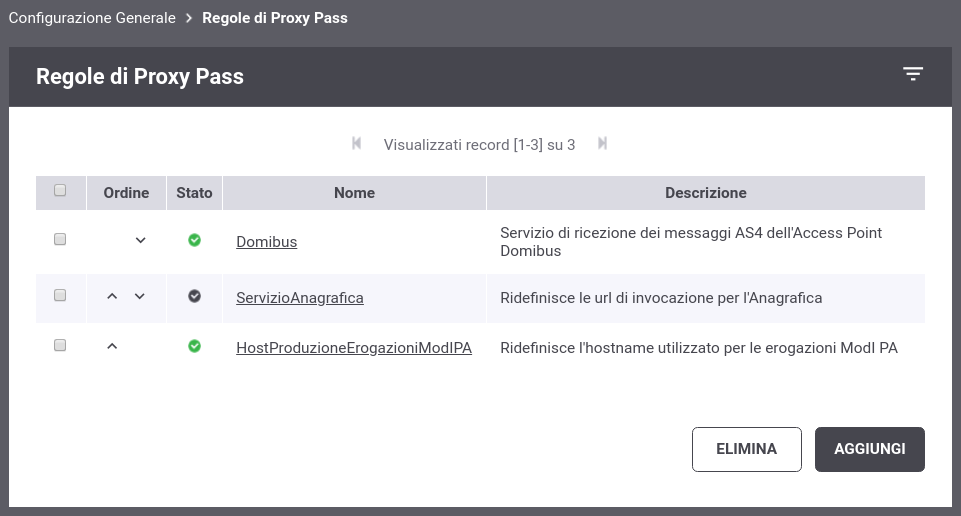 Configurazione Generale > Regole di Proxy Pass
Regole di Proxy Pass
Visualizzati record [1-3] su 3
Ordine Stato Nome Descrizione
Domibus Servizio di ricezione dei messaggi AS4 dell'Access Point
Domibus
ServizioAnagrafica Ridefinisce le url di invocazione per l'Anagrafica
HostProduzioneErogazioniModIPA Ridefinisce l'hostname utilizzato per le erogazioni ModI PA
ELIMINA AGGIUNGI